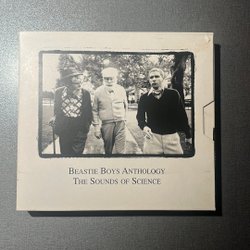 Beastie Boys Anthology
The Sounds of Science